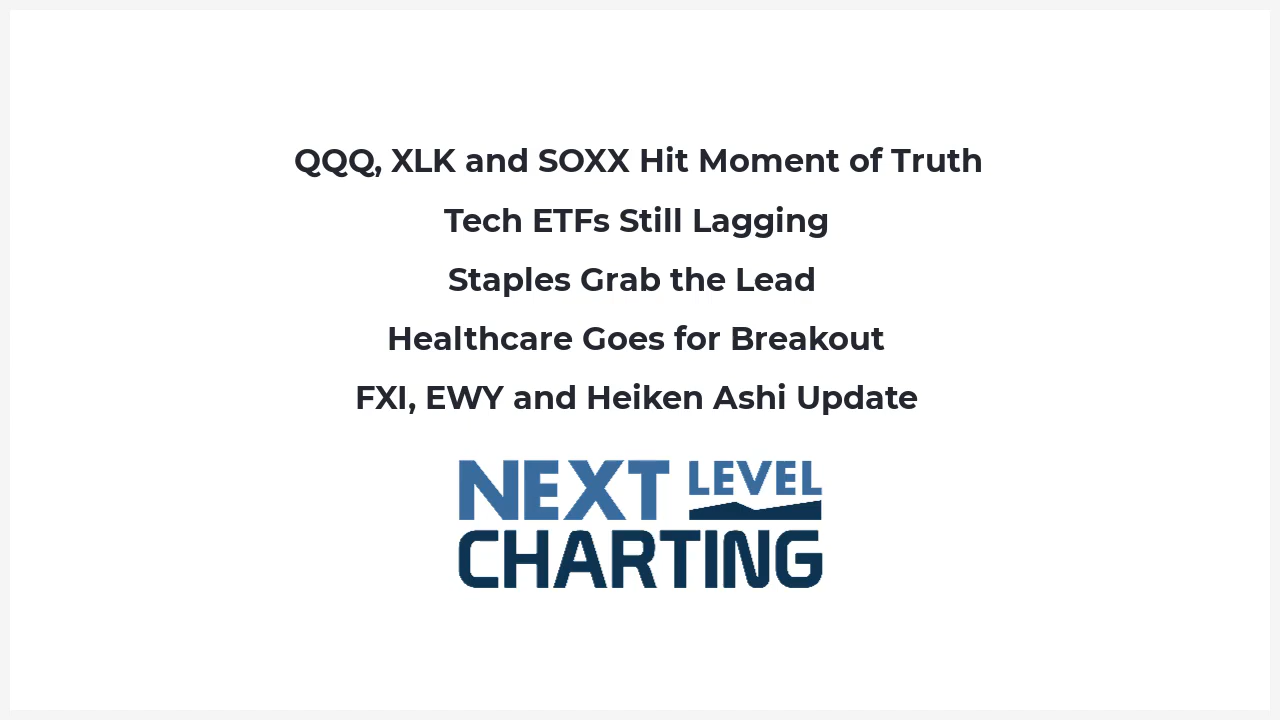 QQQ, XLK and SOXX Hit Moment of Truth
Tech ETFs Still Lagging
Staples Grab the Lead
Healthcare Goes for Breakout
FXI, EWY and Heiken Ashi Update
NEXT LEVEL
CHARTING